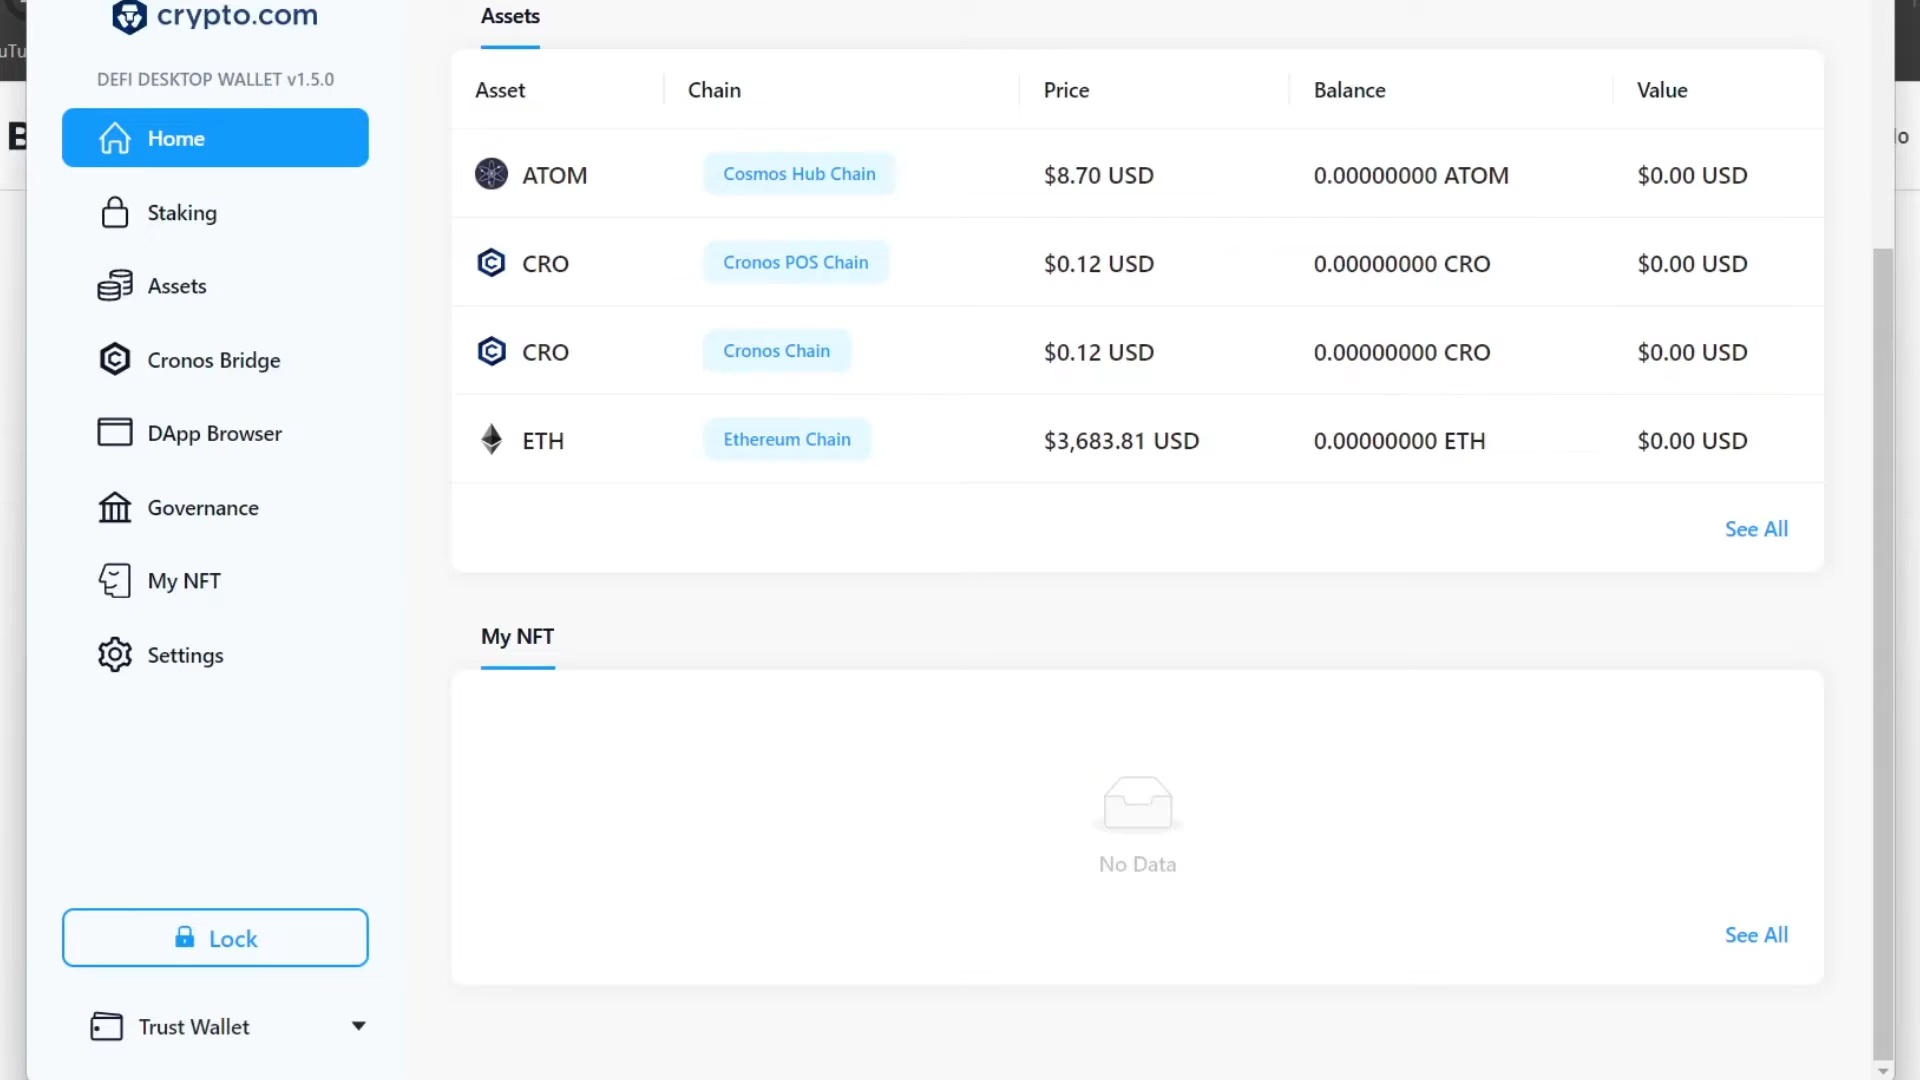 crypto.com
DEFI DESKTOP WALLET v1.5.0
Home
Staking
Assets
Cronos Bridge
DApp Browser
Governance
My NFT
Settings
Lock
Trust Wallet
Assets
Asset Chain Price Balance Value
ATOM Cosmos Hub Chain $8.70 USD 0.00000000 ATOM $0.00 USD
CRO Cronos POS Chain $0.12 USD 0.00000000 CRO $0.00 USD
CRO Cronos Chain $0.12 USD 0.00000000 CRO $0.00 USD
ETH Ethereum Chain $3,683.81 USD 0.00000000 ETH $0.00 USD
See All
My NFT
No Data
See All